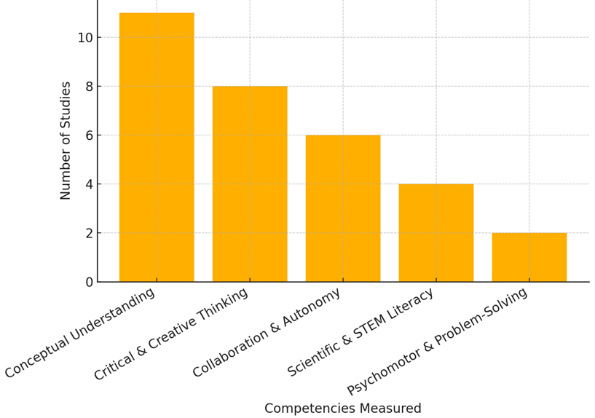 Number of Studies
10
8
6
4
2
0
Conceptual Understanding
Critical & Creative Thinking
Collaboration & Autonomy
Scientific & STEM Literacy
Psychomotor & Problem-Solving
Competencies Measured